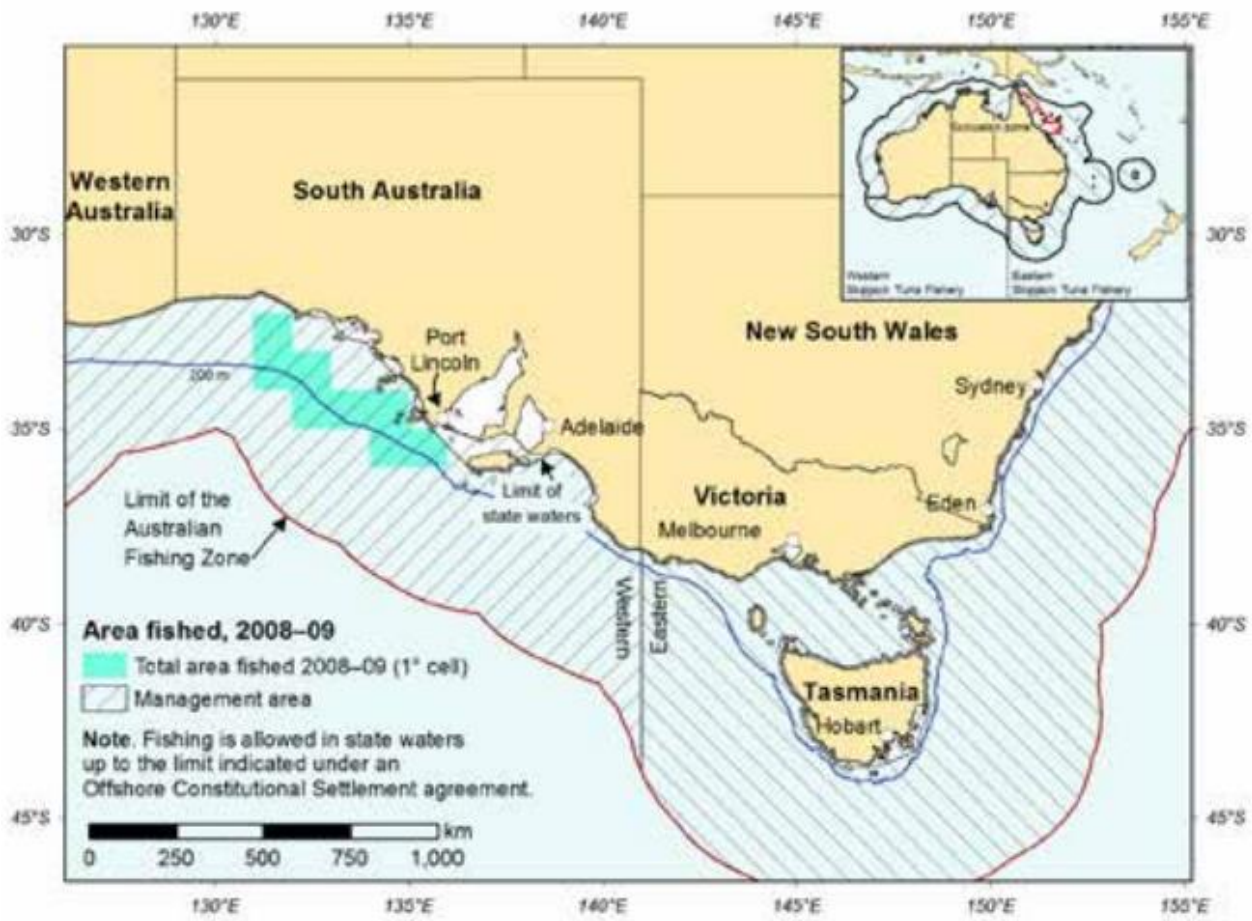 130°E 135°E 140°E 145°E 150°E 155°E
Western
Australia
South Australia
30°S
30°S
Western
Skipjack Tuna Fishery
Eastern
Skipjack Tuna Fishery
Port
Lincoln
New South Wales
200 m
Sydney
35°S
Adelaide
35°S
Limit of
state waters
Victoria
Eden
Melbourne
Limit of the
Australian
Fishing Zone
Western
Eastern
40°S
40°S
Area fished, 2008–09
Total area fished 2008–09 (1° cell)
Management area
Tasmania
Hobart
Note. Fishing is allowed in state waters
up to the limit indicated under an
Offshore Constitutional Settlement agreement.
45°S
45°S
km
0 250 500 750 1,000
130°E 135°E 140°E 145°E 150°E 155°E